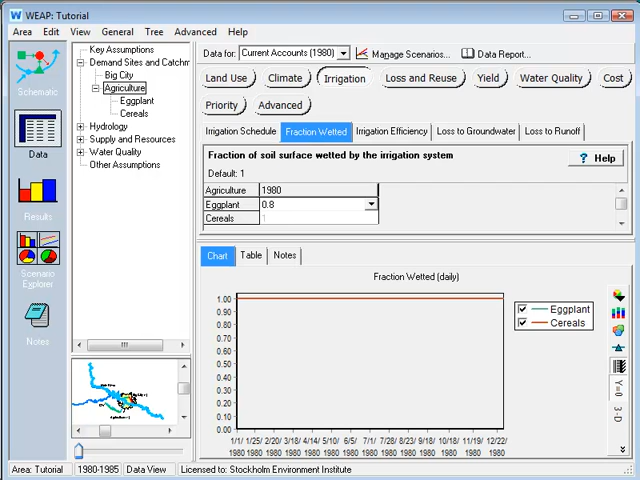 WEAP: Tutorial
Area Edit View General Tree Advanced Help
Schematic
Data
Results
Scenario
Explorer
Notes
Key Assumptions
Demand Sites and Catchm
Big City
Agriculture
Eggplant
Cereals
Hydrology
Supply and Resources
Water Quality
Other Assumptions
Data for: Current Accounts (1980) Manage Scenarios... Data Report...
Land Use Climate Irrigation Loss and Reuse Yield Water Quality Cost
Priority Advanced
Irrigation Schedule Fraction Wetted Irrigation Efficiency Loss to Groundwater Loss to Runoff
Fraction of soil surface wetted by the irrigation system
? Help
Default: 1
Agriculture 1980
Eggplant 0.8
Cereals 1
Chart Table Notes
Fraction Wetted (daily)
1.00
0.90
0.80
0.70
0.60
0.50
0.40
0.30
0.20
0.10
0.00
1/1/ 1/25/ 2/22/ 3/18/ 4/14/ 5/10/ 6/5/ 7/1/ 7/28/ 8/23/ 9/18/ 10/18/ 11/19/ 12/22/
1980 1980 1980 1980 1980 1980 1980 1980 1980 1980 1980 1980 1980 1980
Eggplant
Cereals
Y=0
3-D
Area: Tutorial 1980-1985 Data View Licensed to: Stockholm Environment Institute